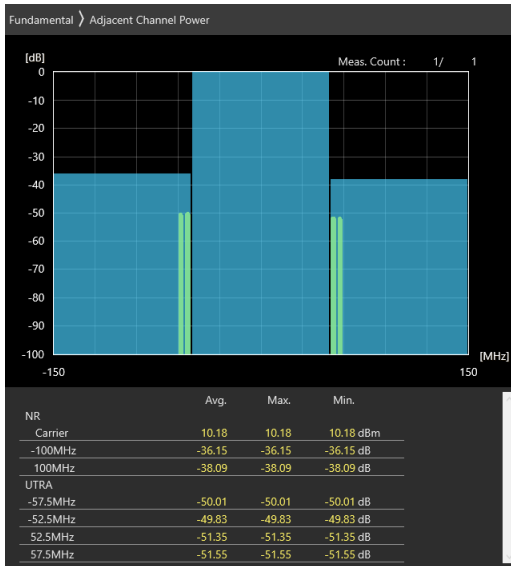 Fundamental 〉 Adjacent Channel Power
[dB]
Meas. Count : 1/ 1
0
-10
-20
-30
-40
-50
-60
-70
-80
-90
-100
[MHz]
-150 150
Avg. Max. Min.
NR
Carrier 10.18 10.18 10.18 dBm
-100MHz -36.15 -36.15 -36.15 dB
100MHz -38.09 -38.09 -38.09 dB
UTRA
-57.5MHz -50.01 -50.01 -50.01 dB
-52.5MHz -49.83 -49.83 -49.83 dB
52.5MHz -51.35 -51.35 -51.35 dB
57.5MHz -51.55 -51.55 -51.55 dB